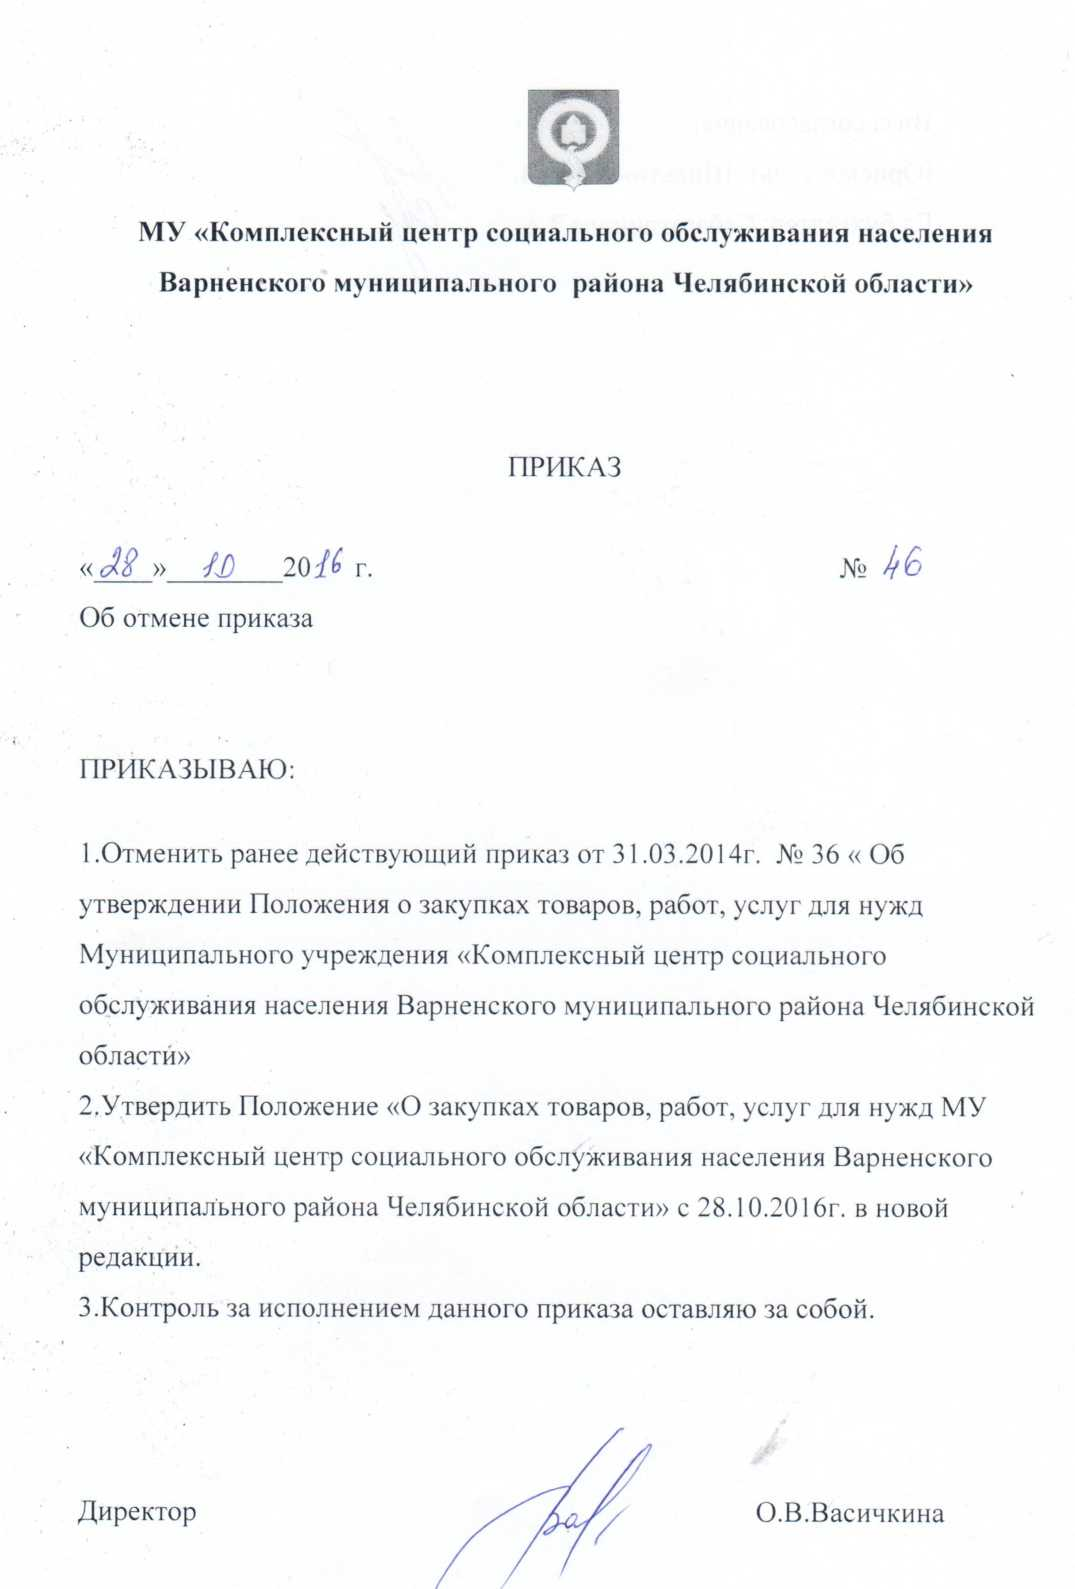 МУ «Комплексный центр социального обслуживания населения
Варненского муниципального района Челябинской области»
ПРИКАЗ
«28» 10 2016 г. № 46
Об отмене приказа
ПРИКАЗЫВАЮ:
1.Отменить ранее действующий приказ от 31.03.2014г. № 36 « Об
утверждении Положения о закупках товаров, работ, услуг для нужд
Муниципального учреждения «Комплексный центр социального
обслуживания населения Варненского муниципального района Челябинской
области»
2.Утвердить Положение «О закупках товаров, работ, услуг для нужд МУ
«Комплексный центр социального обслуживания населения Варненского
муниципального района Челябинской области» с 28.10.2016г. в новой
редакции.
3.Контроль за исполнением данного приказа оставляю за собой.
Директор О.В.Васичкина